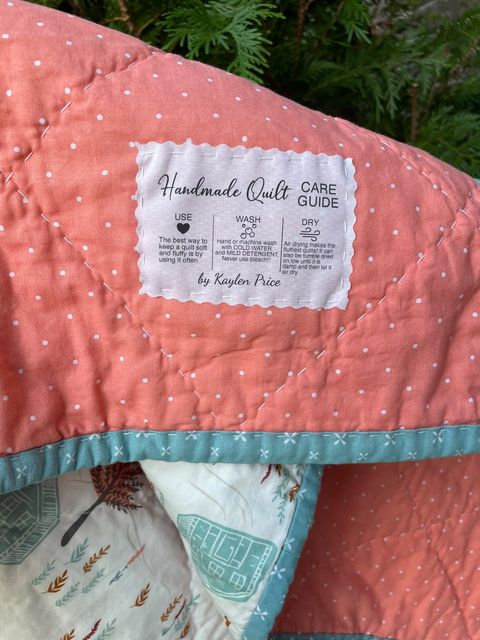 Handmade Quilt CARE
GUIDE
USE
The best way to
keep a quilt soft
and fluffy is by
using it often.
WASH
Hand or machine wash
with COLD WATER
and MILD DETERGENT.
Never use bleach!!
DRY
Air drying makes the
fluffiest quilts! It can
also be tumble dried
on low until it is
damp and then let it
air dry.
by Kaylen Price